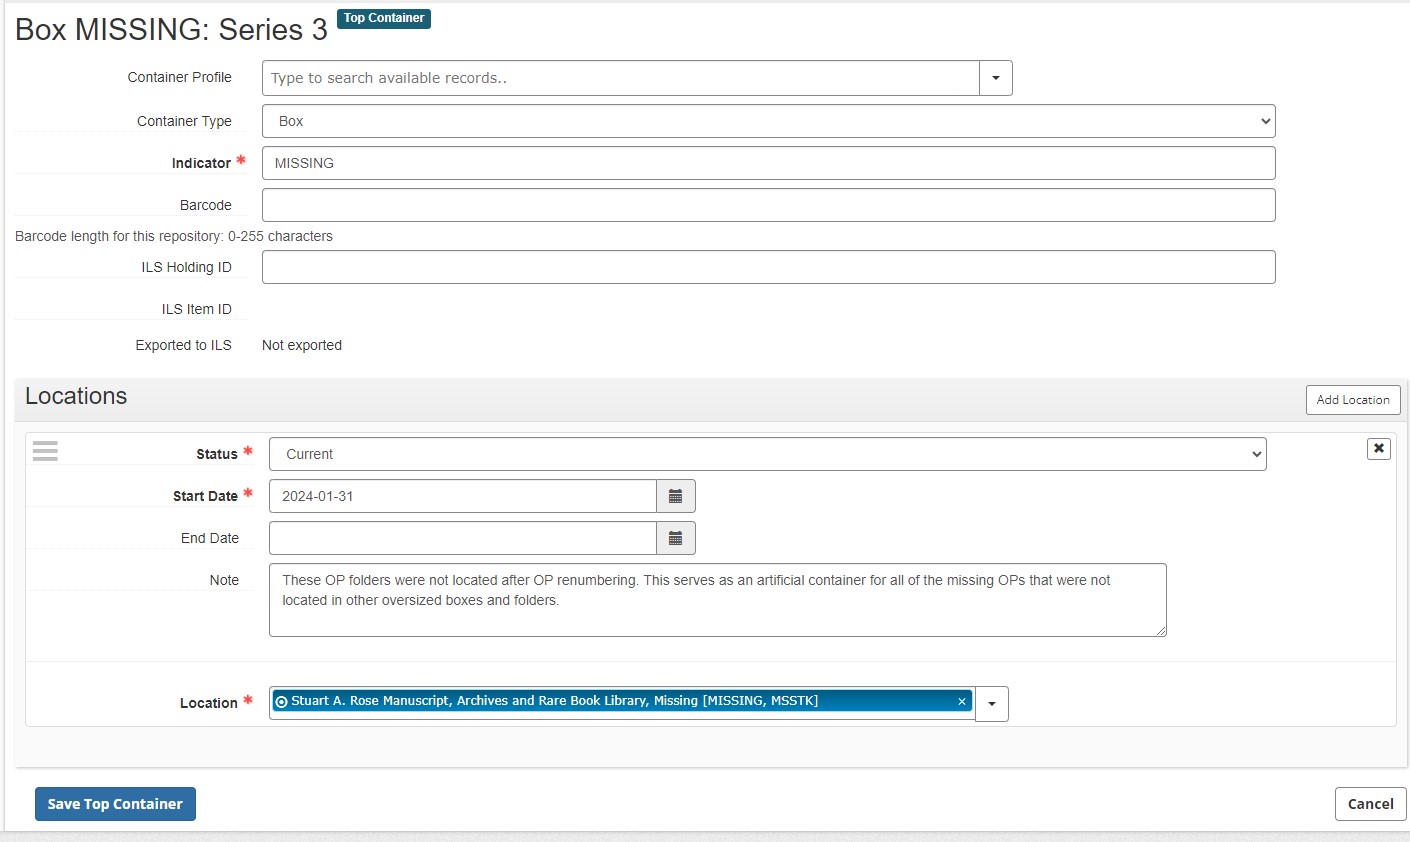 Box MISSING: Series 3 Top Container
Container Profile Type to search available records..
Container Type Box
Indicator * MISSING
Barcode
Barcode length for this repository: 0-255 characters
ILS Holding ID
ILS Item ID
Exported to ILS Not exported
Locations Add Location
Status * Current
Start Date * 2024-01-31
End Date
Note These OP folders were not located after OP renumbering. This serves as an artificial container for all of the missing OPs that were not
located in other oversized boxes and folders.
Location * Stuart A. Rose Manuscript, Archives and Rare Book Library, Missing [MISSING, MSSTK] ×
Save Top Container Cancel